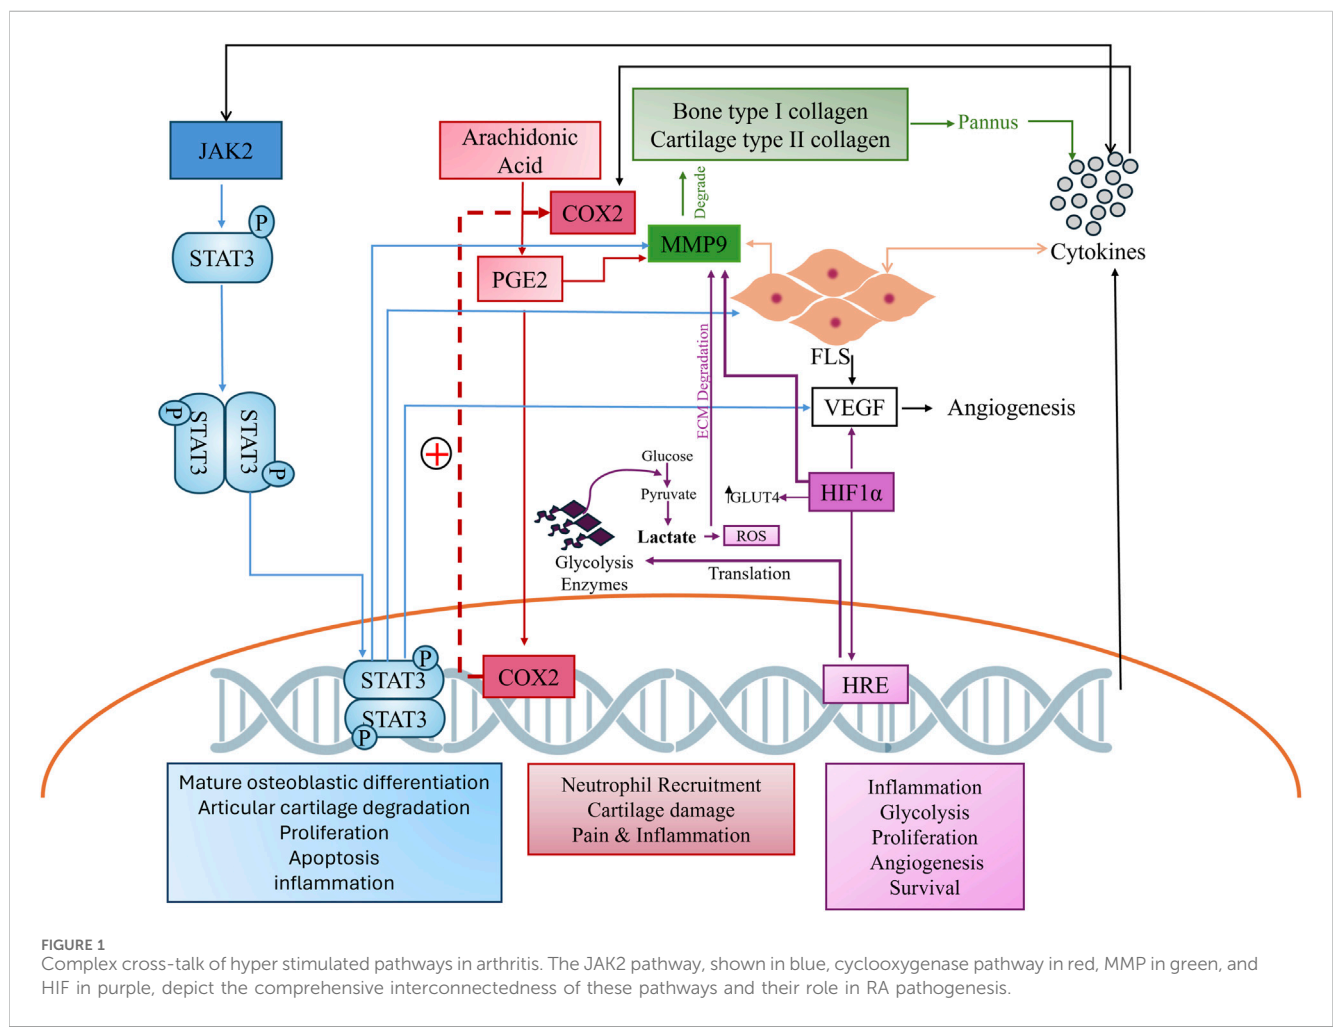 JAK2
Arachidonic
Acid
Bone type I collagen
Cartilage type II collagen
Pannus
COX2
Degrade
P
STAT3
MMP9
Cytokines
PGE2
FLS
ECM Degradation
VEGF
Angiogenesis
P
STAT3
STAT3
P
+
Glucose
Pyruvate
Lactate
ROS
GLUT4
HIF1α
Glycolysis
Enzymes
Translation
P
STAT3
STAT3
P
COX2
HRE
Mature osteoblastic differentiation
Articular cartilage degradation
Proliferation
Apoptosis
inflammation
Neutrophil Recruitment
Cartilage damage
Pain & Inflammation
Inflammation
Glycolysis
Proliferation
Angiogenesis
Survival
FIGURE 1
Complex cross-talk of hyper stimulated pathways in arthritis. The JAK2 pathway, shown in blue, cyclooxygenase pathway in red, MMP in green, and
HIF in purple, depict the comprehensive interconnectedness of these pathways and their role in RA pathogenesis.